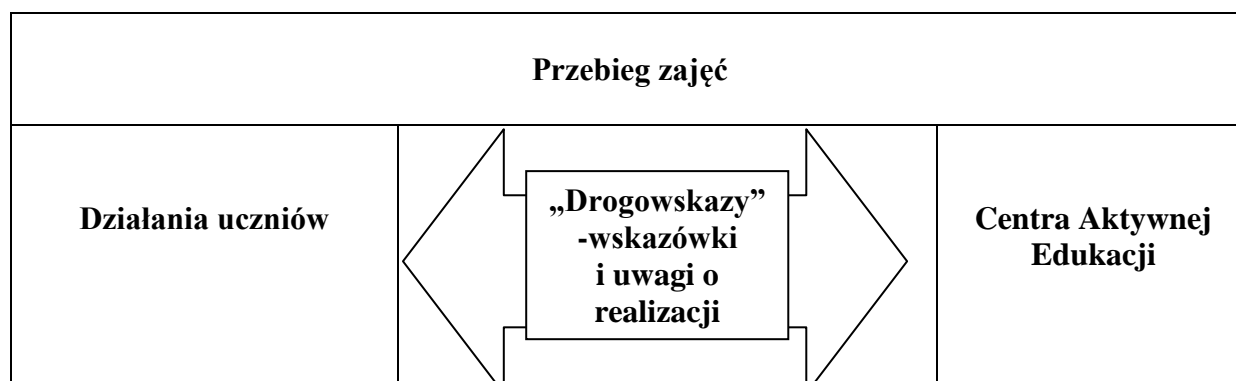 Przebieg zajęć
Działania uczniów
„Drogowskazy”
-wskazówki
i uwagi o
realizacji
Centra Aktywnej
Edukacji